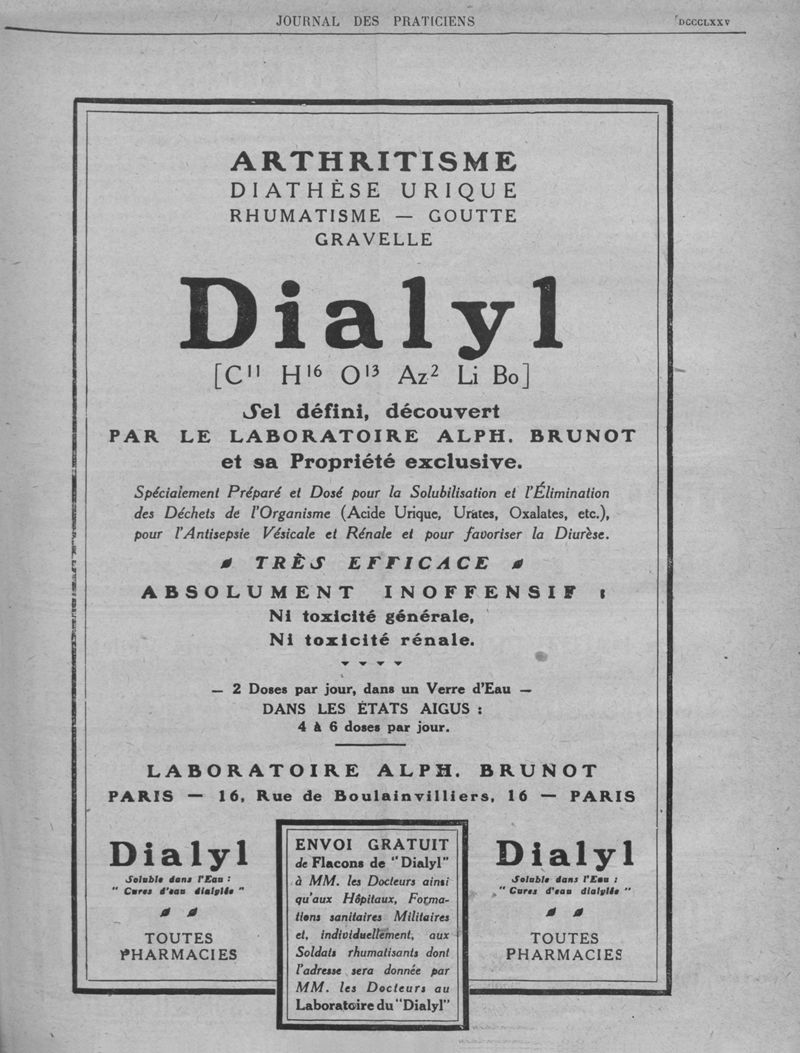 JOURNAL DES PRATICIENS
DCCCLXXV
ARTHRITISME
DIATHÈSE URIQUE
RHUMATISME — GOUTTE
GRAVELLE
Dialyl
[C¹¹ H¹⁶ O¹³ Az² Li Bo]
Sel défini, découvert
PAR LE LABORATOIRE ALPH. BRUNOT
et sa Propriété exclusive.
Spécialement Préparé et Dosé pour la Solubilisation et l'Élimination
des Déchets de l'Organisme (Acide Urique, Urates, Oxalates, etc.),
pour l'Antisepsie Vésicale et Rénale et pour favoriser la Diurèse.
TRÈS EFFICACE
ABSOLUMENT INOFFENSIF :
Ni toxicité générale,
Ni toxicité rénale.
— 2 Doses par jour, dans un Verre d'Eau —
DANS LES ÉTATS AIGUS :
4 à 6 doses par jour.
LABORATOIRE ALPH. BRUNOT
PARIS — 16, Rue de Boulainvilliers, 16 — PARIS
Dialyl
Soluble dans l'Eau :
"Cures d'eau dialylée"
TOUTES
PHARMACIES
ENVOI GRATUIT
de Flacons de "Dialyl"
à MM. les Docteurs ainsi
qu'aux Hôpitaux, Forma-
tions sanitaires Militaires
et, individuellement, aux
Soldats rhumatisants dont
l'adresse sera donnée par
MM. les Docteurs au
Laboratoire du "Dialyl"
Dialyl
Soluble dans l'Eau :
"Cures d'eau dialylée"
TOUTES
PHARMACIES